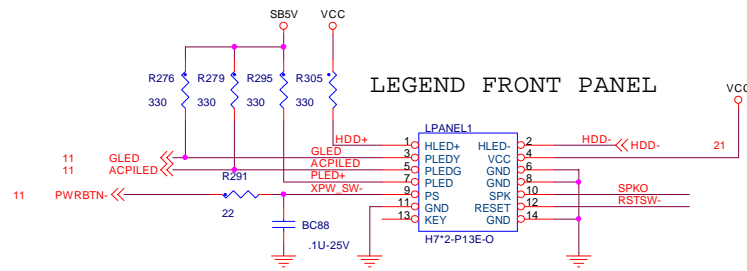 SB5V VCC
R276 R279 R295 R305
330 330 330 330
LEGEND FRONT PANEL
VCC
LPANEL1
HDD+ 1 HLED+ HLED- 2 HDD- HDD- 21
11 GLED GLED 3 PLEDY VCC 4
11 ACPILED ACPILED 5 PLEDG GND 6
R291 PLED+ 7 PLED GND 8
11 PWRBTN- XPW_SW- 9 PS SPK 10 SPKO
22 11 GND RESET 12 RSTSW-
BC88 13 KEY GND 14
.1U-25V H7*2-P13E-O